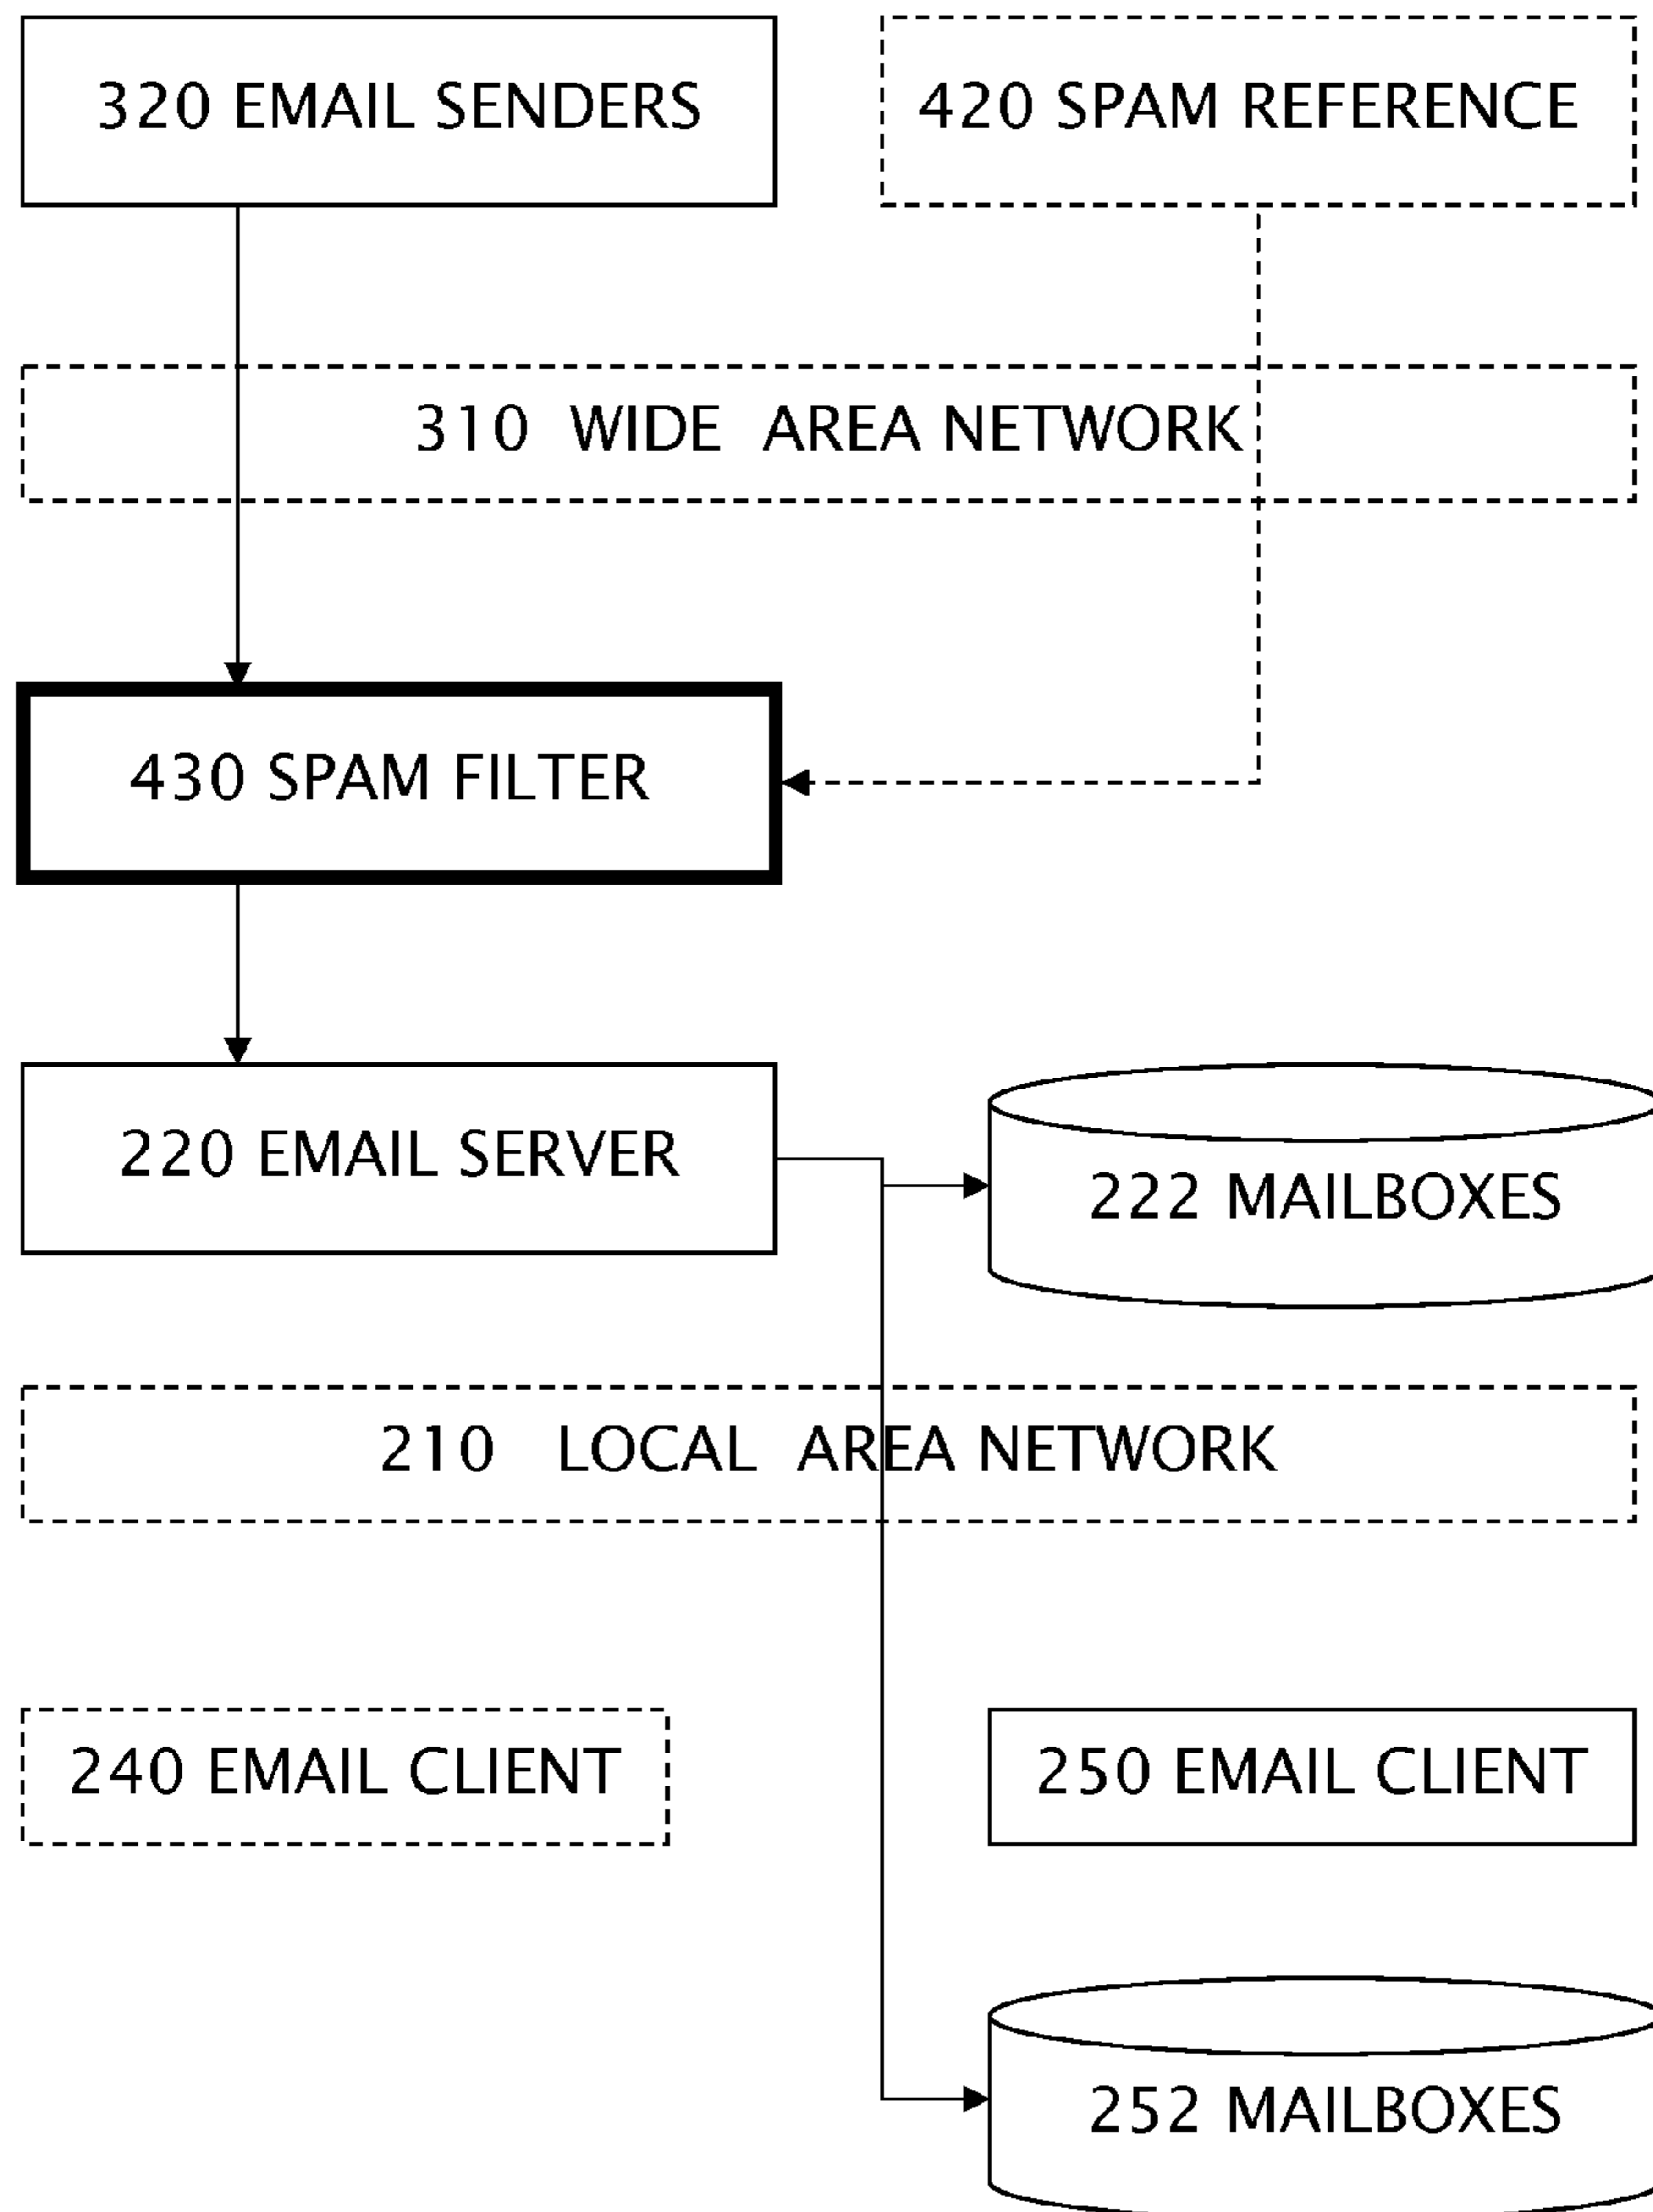 320 EMAIL SENDERS
420 SPAM REFERENCE
310 WIDE AREA NETWORK
430 SPAM FILTER
220 EMAIL SERVER
222 MAILBOXES
210 LOCAL AREA NETWORK
240 EMAIL CLIENT
250 EMAIL CLIENT
252 MAILBOXES